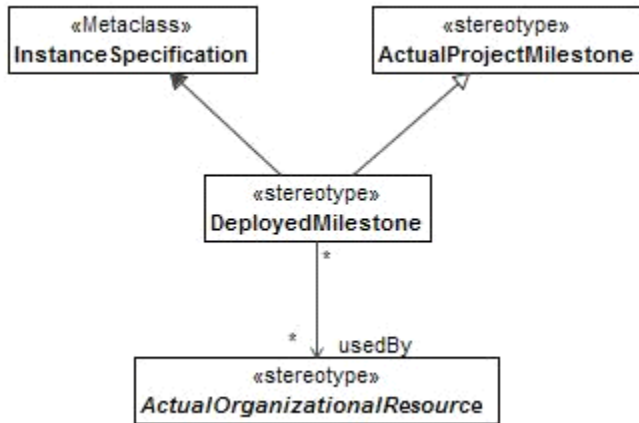 «Metaclass»
InstanceSpecification
«stereotype»
ActualProjectMilestone
«stereotype»
DeployedMilestone
*
* usedBy
«stereotype»
ActualOrganizationalResource